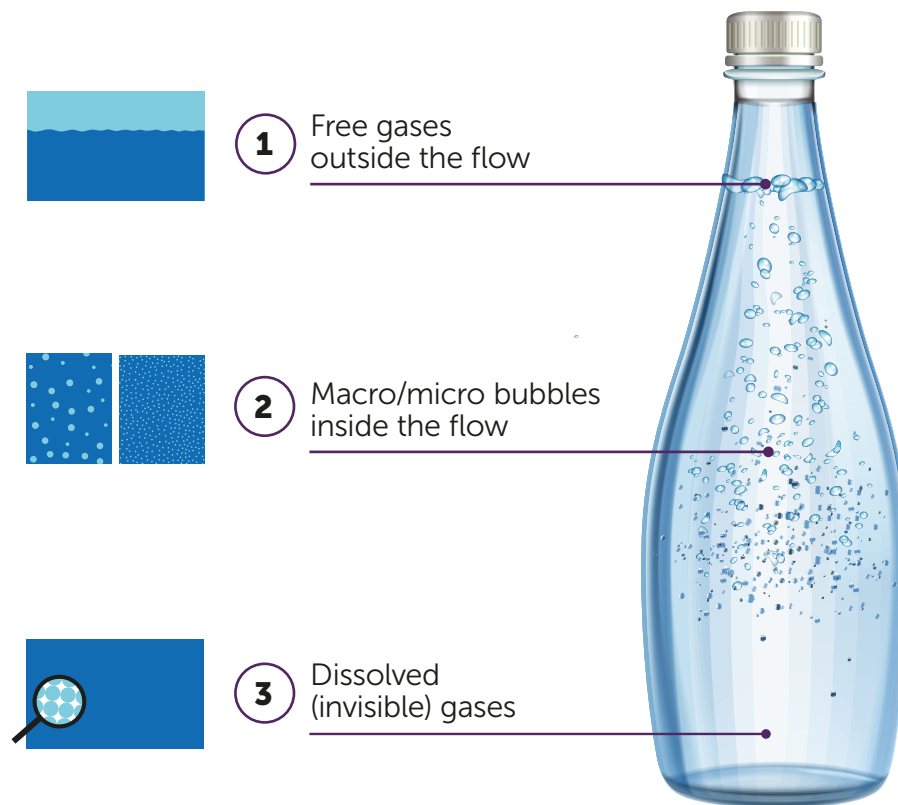 1
Free gases
outside the flow
2
Macro/micro bubbles
inside the flow
3
Dissolved
(invisible) gases